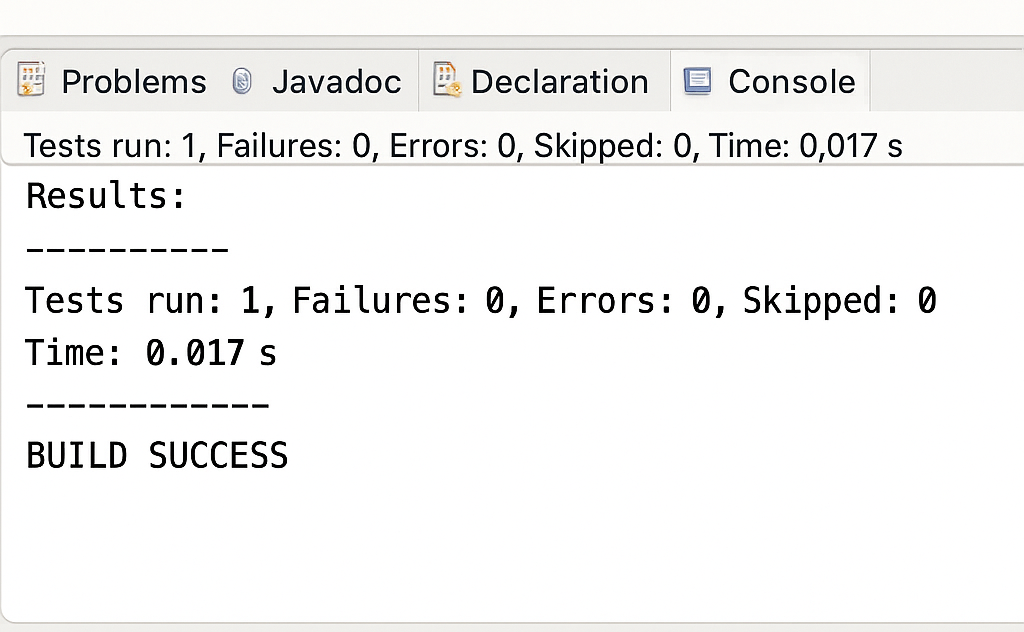 Problems Javadoc Declaration Console
Tests run: 1, Failures: 0, Errors: 0, Skipped: 0, Time: 0,017 s
Results:
----------
Tests run: 1, Failures: 0, Errors: 0, Skipped: 0
Time: 0.017 s
------------
BUILD SUCCESS